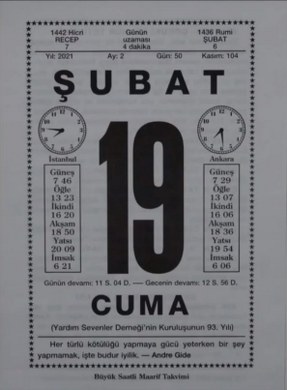 1442 Hicri
RECEP
7
Günün
uzaması
4 dakika
1436 Rumi
ŞUBAT
6
Yıl: 2021 Ay: 2 Gün: 50 Kasım: 104
ŞUBAT
19
İstanbul
Güneş
7 46
Öğle
13 23
İkindi
16 20
Akşam
18 50
Yatsı
20 09
İmsak
6 21
Ankara
Güneş
7 29
Öğle
13 07
İkindi
16 06
Akşam
18 36
Yatsı
19 54
İmsak
6 06
Günün devamı: 11 S. 04 D. — Gecenin devamı: 12 S. 56 D.
CUMA
(Yardım Sevenler Derneği'nin Kuruluşunun 93. Yılı)
Her türlü kötülüğü yapmaya gücü yeterken bir şey
yapmamak, işte budur iyilik. — Andre Gide
Büyük Saatli Maarif Takvimi